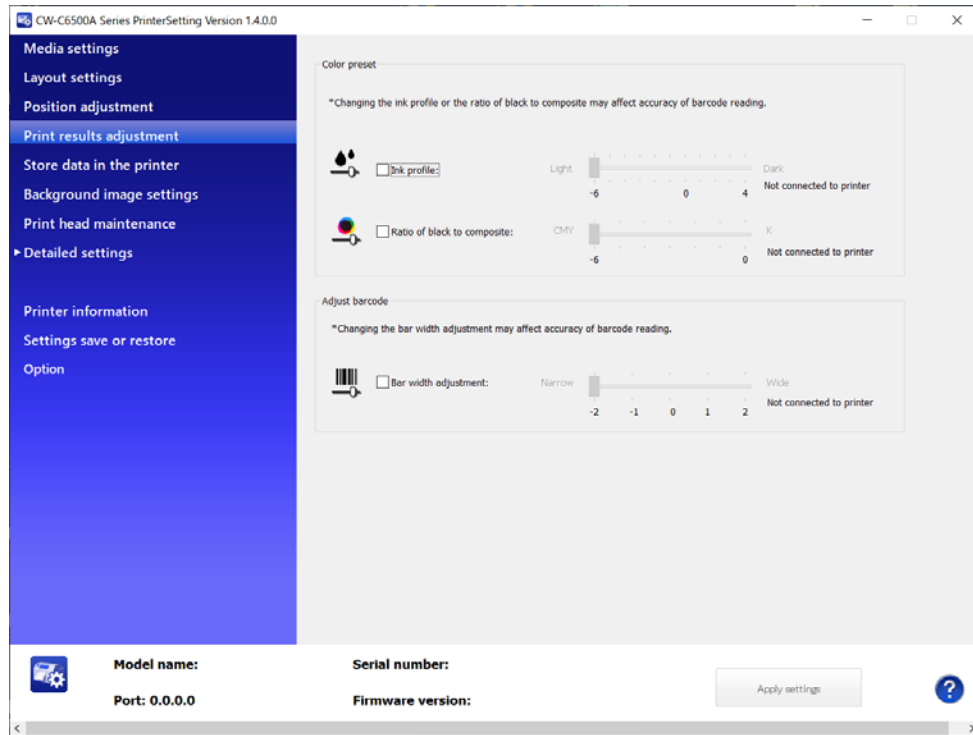 CW-C6500A Series PrinterSetting Version 1.4.0.0
Media settings
Layout settings
Position adjustment
Print results adjustment
Store data in the printer
Background image settings
Print head maintenance
Detailed settings
Printer information
Settings save or restore
Option
Color preset
*Changing the ink profile or the ratio of black to composite may affect accuracy of barcode reading.
Ink profile: Light Dark
-6 0 4 Not connected to printer
Ratio of black to composite: CMY K
-6 0 Not connected to printer
Adjust barcode
*Changing the bar width adjustment may affect accuracy of barcode reading.
Bar width adjustment: Narrow Wide
-2 -1 0 1 2 Not connected to printer
Model name: Serial number:
Port: 0.0.0.0 Firmware version:
Apply settings
?